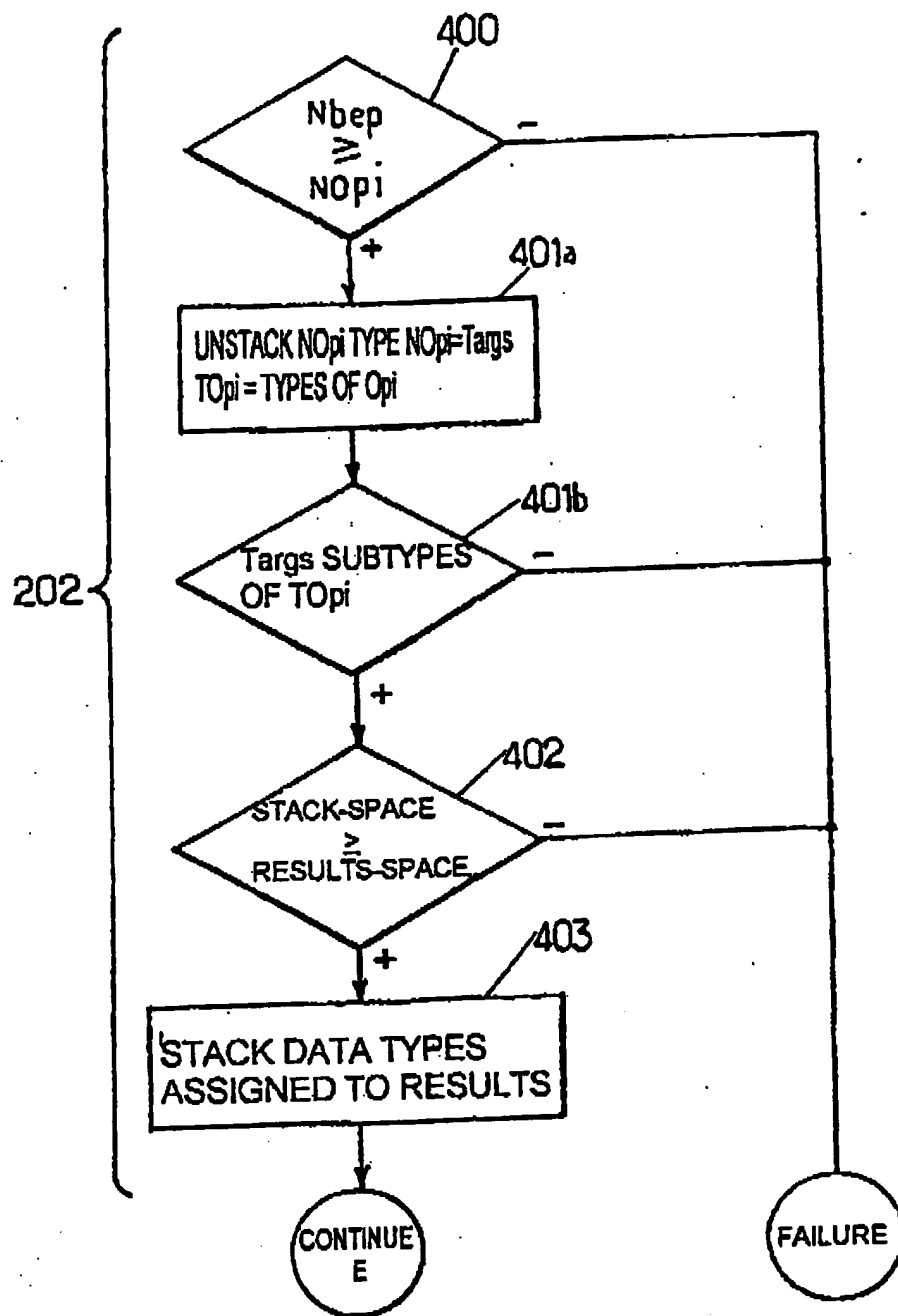 400
Nbep
≥
NOpi
-
+
401a
UNSTACK NOpi TYPE NOpi=Targs
TOpi = TYPES OF Opi
401b
Targs SUBTYPES
OF TOpi
-
202
+
402
STACK-SPACE
≥
RESULTS-SPACE
-
+
403
STACK DATA TYPES
ASSIGNED TO RESULTS
CONTINUE
E
FAILURE